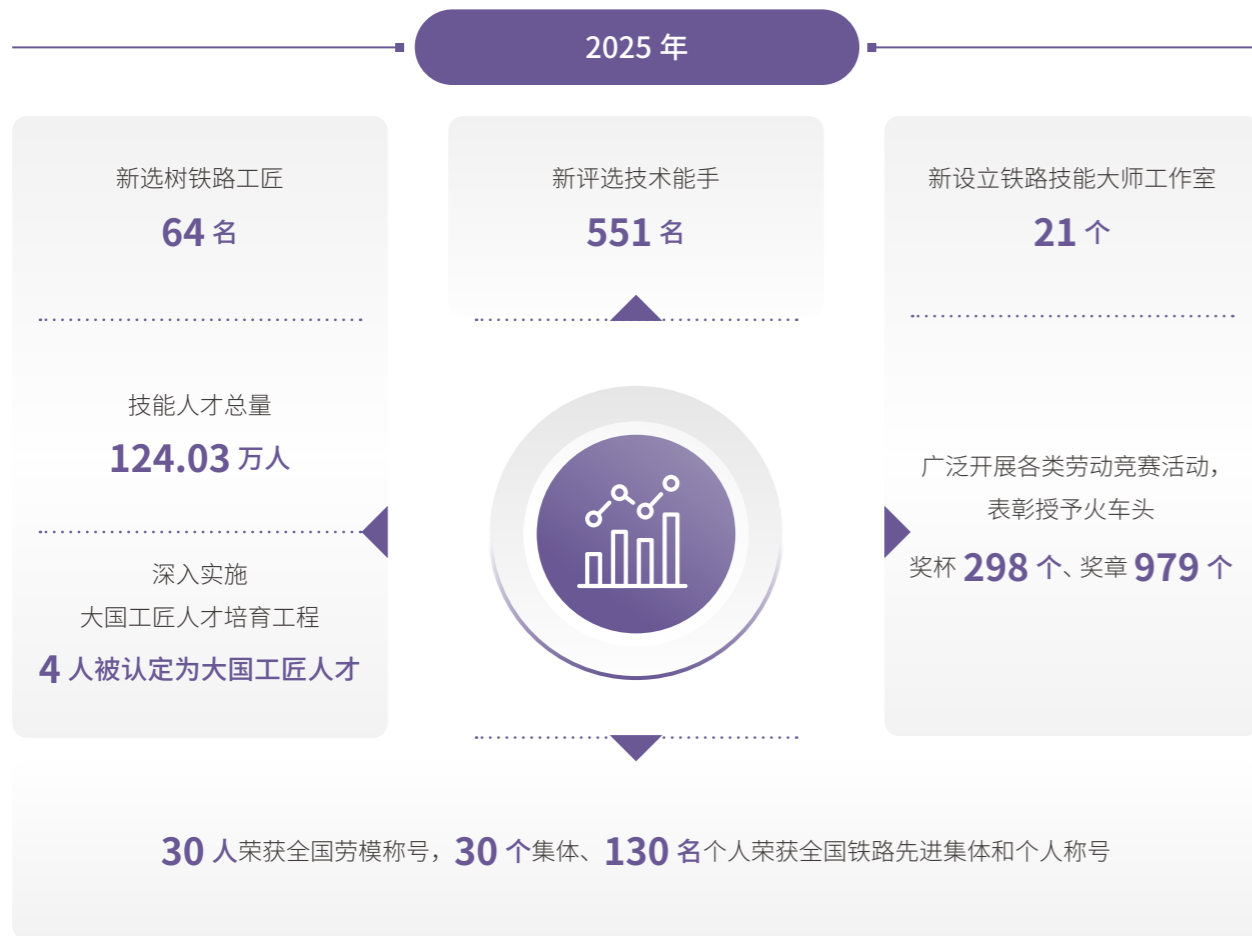 2025 年
新选树铁路工匠
64 名
技能人才总量
124.03 万人
深入实施
大国工匠人才培育工程
4 人被认定为大国工匠人才
新评选技术能手
551 名
新设立铁路技能大师工作室
21 个
广泛开展各类劳动竞赛活动，
表彰授予火车头
奖杯 298 个、奖章 979 个
30 人荣获全国劳模称号，30 个集体、130 名个人荣获全国铁路先进集体和个人称号